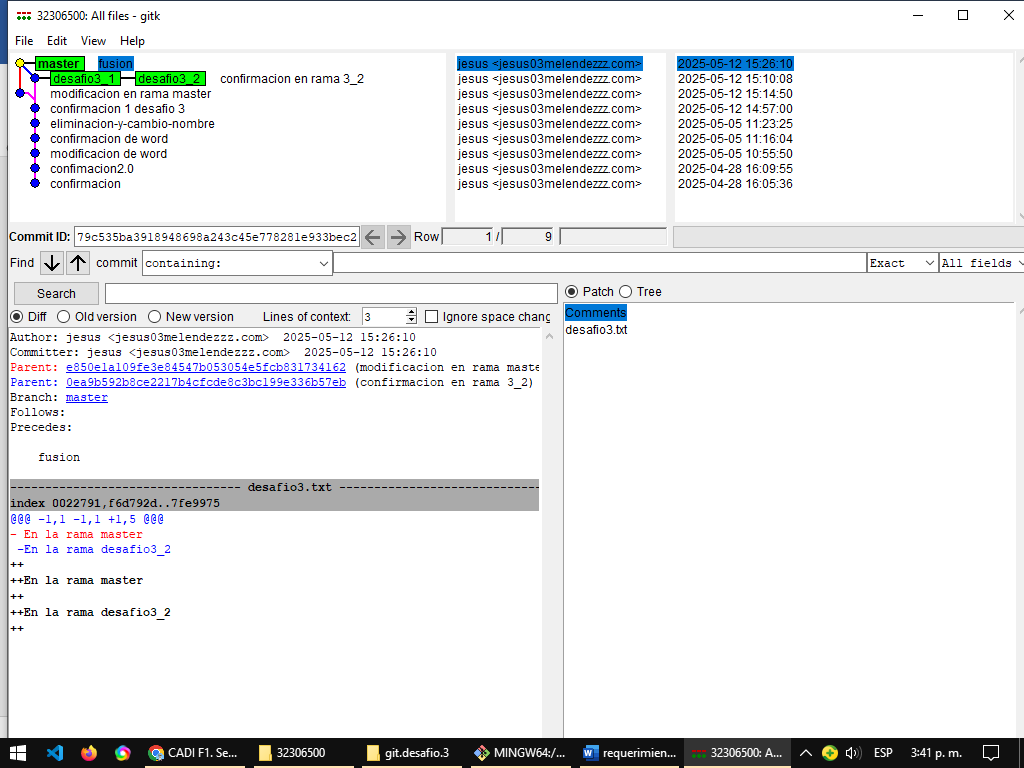 32306500: All files - gitk
File Edit View Help
master fusion jesus <jesus03melendezzz.com> 2025-05-12 15:26:10
desafio3_1 desafio3_2 confirmacion en rama 3_2 jesus <jesus03melendezzz.com> 2025-05-12 15:10:08
modificacion en rama master jesus <jesus03melendezzz.com> 2025-05-12 15:14:50
confirmacion 1 desafio 3 jesus <jesus03melendezzz.com> 2025-05-12 14:57:00
eliminacion-y-cambio-nombre jesus <jesus03melendezzz.com> 2025-05-05 11:23:25
confirmacion de word jesus <jesus03melendezzz.com> 2025-05-05 11:16:04
modificacion de word jesus <jesus03melendezzz.com> 2025-05-05 10:55:50
confimacion2.0 jesus <jesus03melendezzz.com> 2025-04-28 16:09:55
confirmacion jesus <jesus03melendezzz.com> 2025-04-28 16:05:36
Commit ID: 79c535ba3918948698a243c45e778281e933bec2 Row 1 / 9
Find commit containing: Exact All fields
Search
Patch Tree
Diff Old version New version Lines of context: 3 Ignore space chang
Comments
desafio3.txt
Author: jesus <jesus03melendezzz.com> 2025-05-12 15:26:10
Committer: jesus <jesus03melendezzz.com> 2025-05-12 15:26:10
Parent: e850e1a109fe3e84547b053054e5fcb831734162 (modificacion en rama maste
Parent: 0ea9b592b8ce2217b4cfcde8c3bc199e336b57eb (confirmacion en rama 3_2)
Branch: master
Follows:
Precedes:
fusion
--------------------------------- desafio3.txt -----------------------------
index 0022791,f6d792d..7fe9975
@@@ -1,1 -1,1 +1,5 @@@
- En la rama master
-En la rama desafio3_2
++
++En la rama master
++
++En la rama desafio3_2
++
CADI F1. Se... 32306500 git.desafio.3 MINGW64:/... requerimien... 32306500: A... ESP 3:41 p. m.